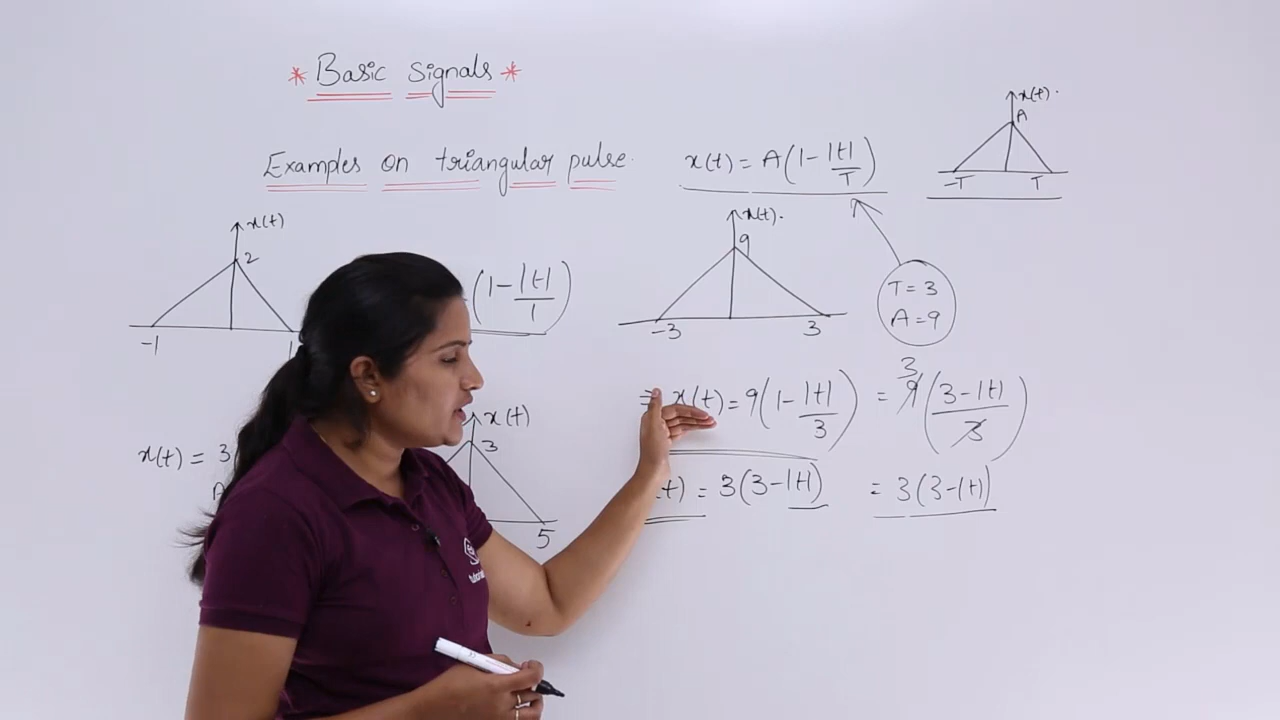 * Basic Signals *
Examples on triangular pulse.
x(t) = A(1 - |t|/T)
x(t).
A
-T T
x(t)
2
-1 1
(1 - |t|/1)
x(t).
9
-3 3
T = 3
A = 9
x(t) = 3
x(t)
3
5
= x(t) = 9(1 - |t|/3) = 3 9((3 - |t|)/3)
(t) = 3(3 - |t|) = 3(3 - |t|)